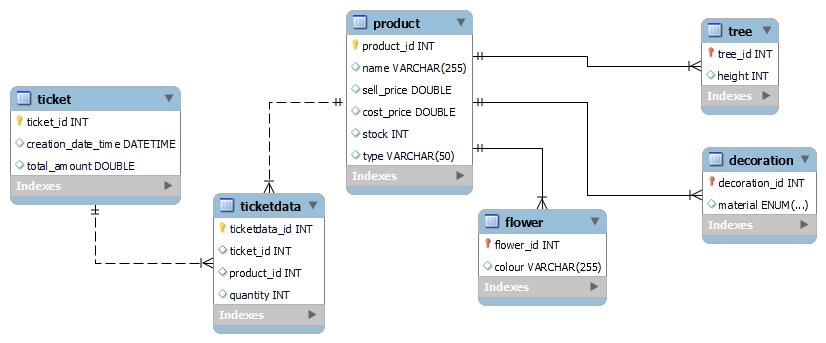 product
product_id INT
name VARCHAR(255)
sell_price DOUBLE
cost_price DOUBLE
stock INT
type VARCHAR(50)
Indexes
tree
tree_id INT
height INT
Indexes
ticket
ticket_id INT
creation_date_time DATETIME
total_amount DOUBLE
Indexes
decoration
decoration_id INT
material ENUM(...)
Indexes
ticketdata
ticketdata_id INT
ticket_id INT
product_id INT
quantity INT
Indexes
flower
flower_id INT
colour VARCHAR(255)
Indexes